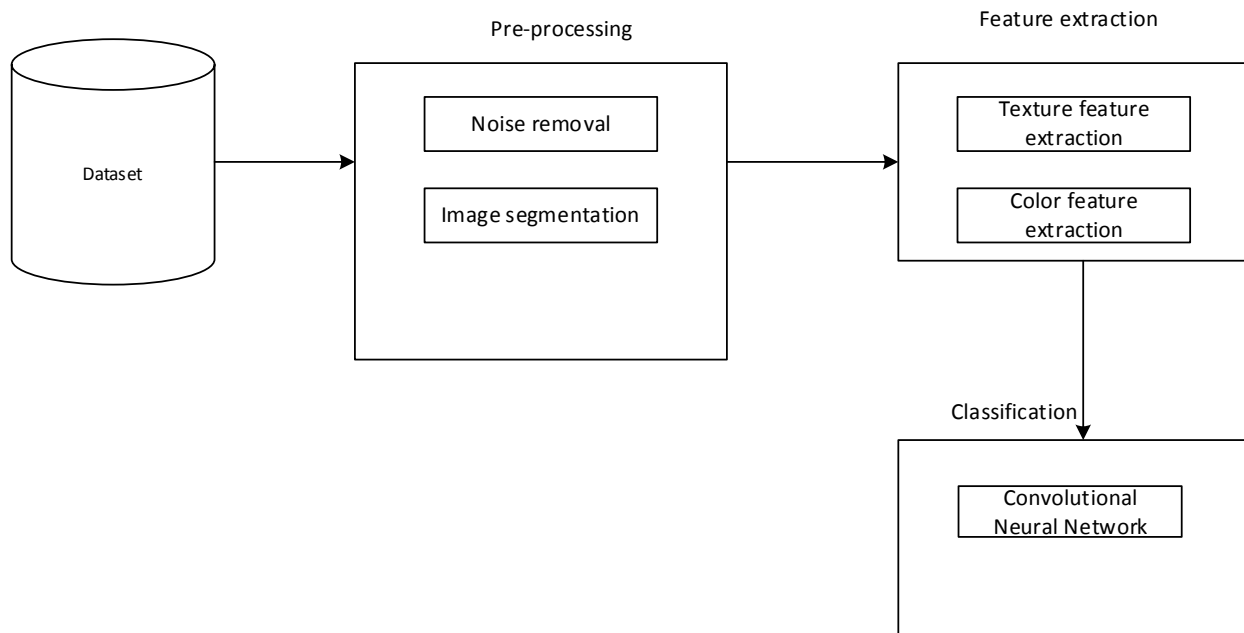 Pre-processing
Feature extraction
Dataset
Noise removal
Image segmentation
Texture feature
extraction
Color feature
extraction
Classification
Convolutional
Neural Network